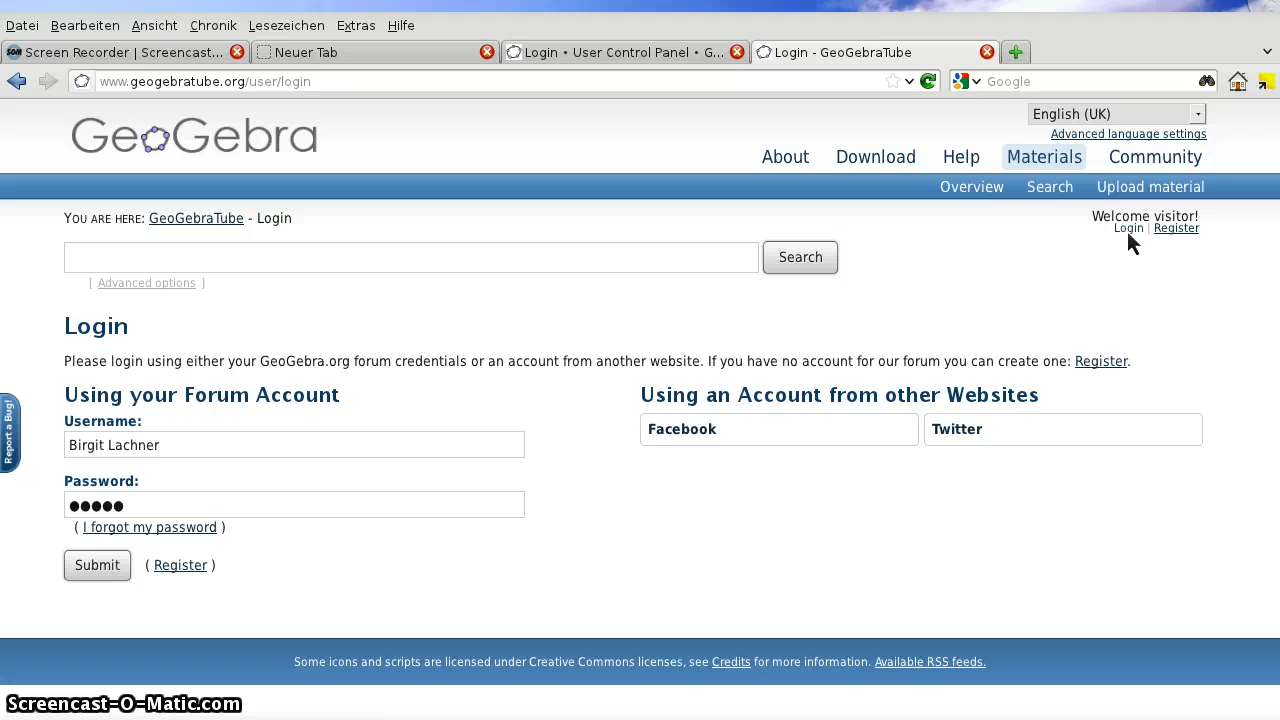 Datei Bearbeiten Ansicht Chronik Lesezeichen Extras Hilfe
Screen Recorder | Screencast... Neuer Tab Login • User Control Panel • G... Login - GeoGebraTube
www.geogebratube.org/user/login Google
English (UK)
Advanced language settings
GeoGebra
About Download Help Materials Community
Overview Search Upload material
YOU ARE HERE: GeoGebraTube - Login
Welcome visitor!
Login | Register
Search
[ Advanced options ]
Login
Please login using either your GeoGebra.org forum credentials or an account from another website. If you have no account for our forum you can create one: Register.
Using your Forum Account
Using an Account from other Websites
Username:
Facebook Twitter
Birgit Lachner
Report a Bug!
Password:
●●●●●
( I forgot my password )
Submit ( Register )
Some icons and scripts are licensed under Creative Commons licenses, see Credits for more information. Available RSS feeds.
Screencast-O-Matic.com